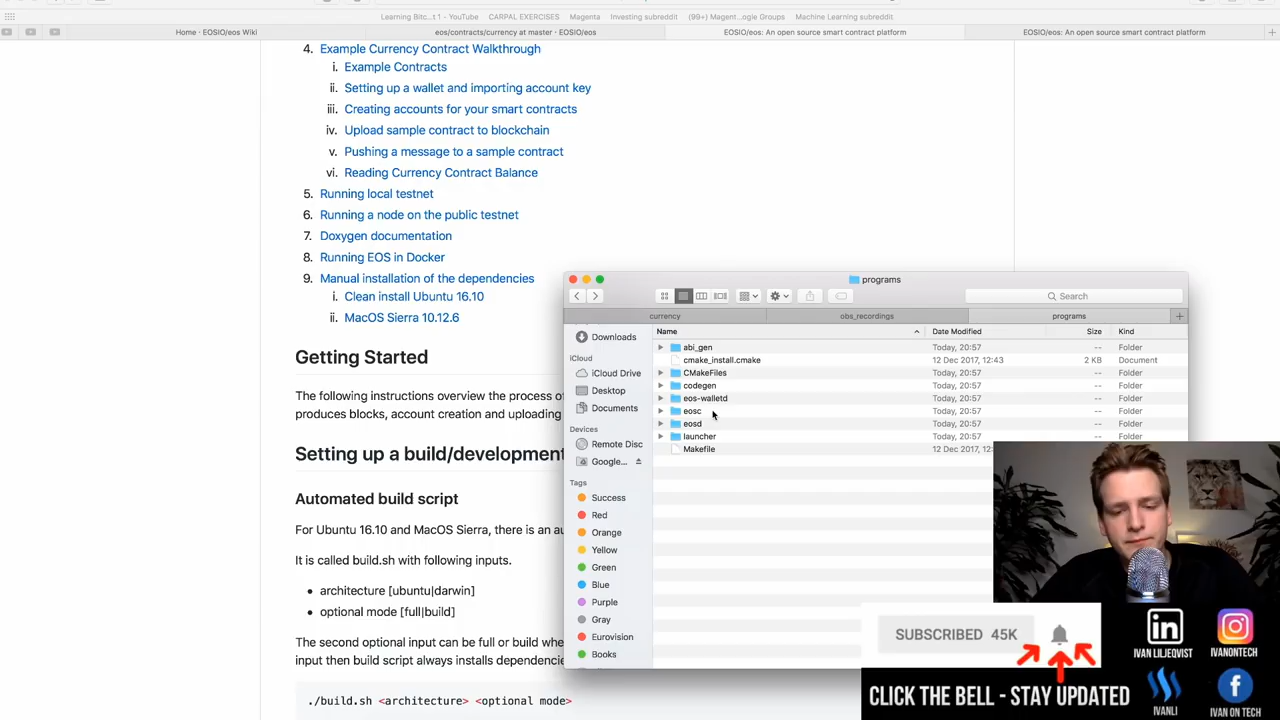 Learning Bitc...t 1 - YouTube CARPAL EXERCISES Magenta Investing subreddit (99+) Magent...ogle Groups Machine Learning subreddit
Home · EOSIO/eos Wiki eos/contracts/currency at master · EOSIO/eos EOSIO/eos: An open source smart contract platform EOSIO/eos: An open source smart contract platform
4. Example Currency Contract Walkthrough
i. Example Contracts
ii. Setting up a wallet and importing account key
iii. Creating accounts for your smart contracts
iv. Upload sample contract to blockchain
v. Pushing a message to a sample contract
vi. Reading Currency Contract Balance
5. Running local testnet
6. Running a node on the public testnet
7. Doxygen documentation
8. Running EOS in Docker
9. Manual installation of the dependencies
i. Clean install Ubuntu 16.10
ii. MacOS Sierra 10.12.6
Getting Started
The following instructions overview the process of
produces blocks, account creation and uploading
Setting up a build/development
Automated build script
For Ubuntu 16.10 and MacOS Sierra, there is an au
It is called build.sh with following inputs.
• architecture [ubuntu|darwin]
• optional mode [full|build]
The second optional input can be full or build whe
input then build script always installs dependencie
./build.sh <architecture> <optional mode>
programs
Search
currency obs_recordings programs
Name Date Modified Size Kind
Downloads
iCloud
iCloud Drive
Desktop
Documents
Devices
Remote Disc
Google...
Tags
Success
Red
Orange
Yellow
Green
Blue
Purple
Gray
Eurovision
Books
abi_gen Today, 20:57 -- Folder
cmake_install.cmake 12 Dec 2017, 12:43 2 KB Document
CMakeFiles Today, 20:57 -- Folder
codegen Today, 20:57 -- Folder
eos-walletd Today, 20:57 -- Folder
eosc Today, 20:57 -- Folder
eosd Today, 20:57 -- Folder
launcher Today, 20:57 -- Folder
Makefile 12 Dec 2017, 12:
SUBSCRIBED 45K
CLICK THE BELL - STAY UPDATED
IVAN LILJEQVIST
IVANONTECH
IVANLI
IVAN ON TECH